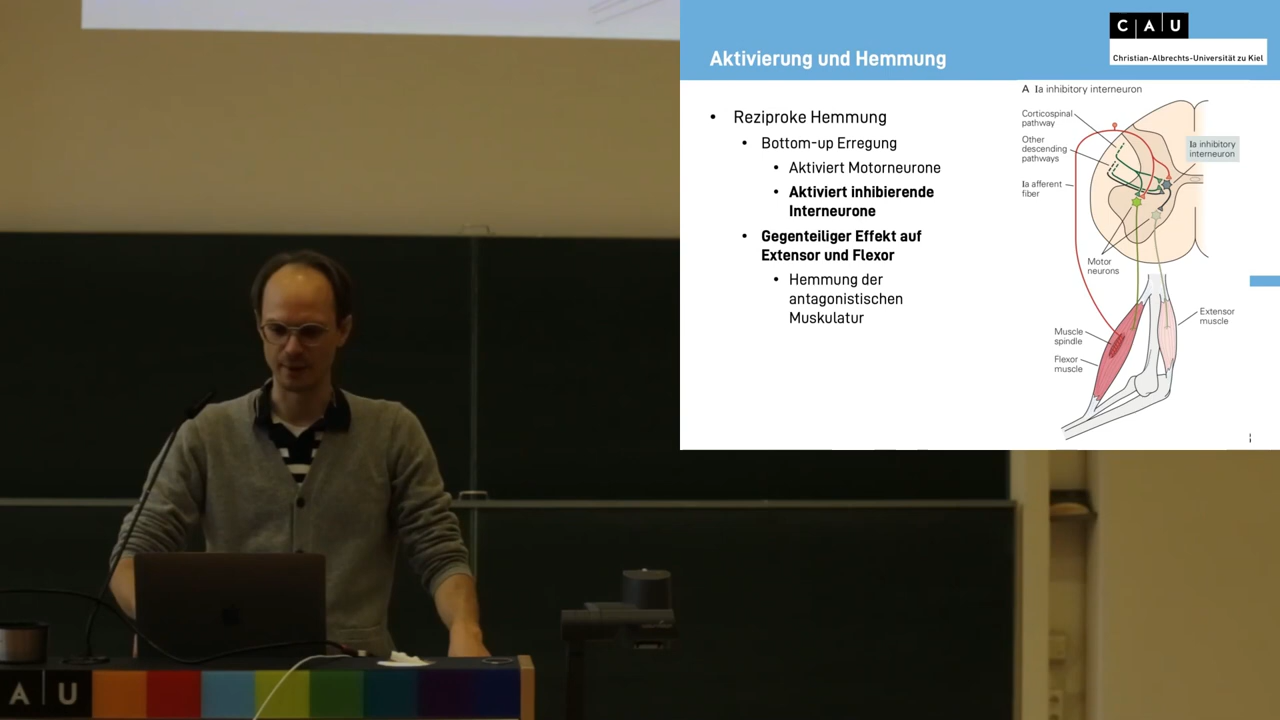 Aktivierung und Hemmung
CAU
Christian-Albrechts-Universität zu Kiel
• Reziproke Hemmung
• Bottom-up Erregung
• Aktiviert Motorneurone
• Aktiviert inhibierende
Interneurone
• Gegenteiliger Effekt auf
Extensor und Flexor
• Hemmung der
antagonistischen
Muskulatur
A Ia inhibitory interneuron
Corticospinal
pathway
Other
descending
pathways
Ia afferent
fiber
Ia inhibitory
interneuron
Motor
neurons
Muscle
spindle
Flexor
muscle
Extensor
muscle
AU